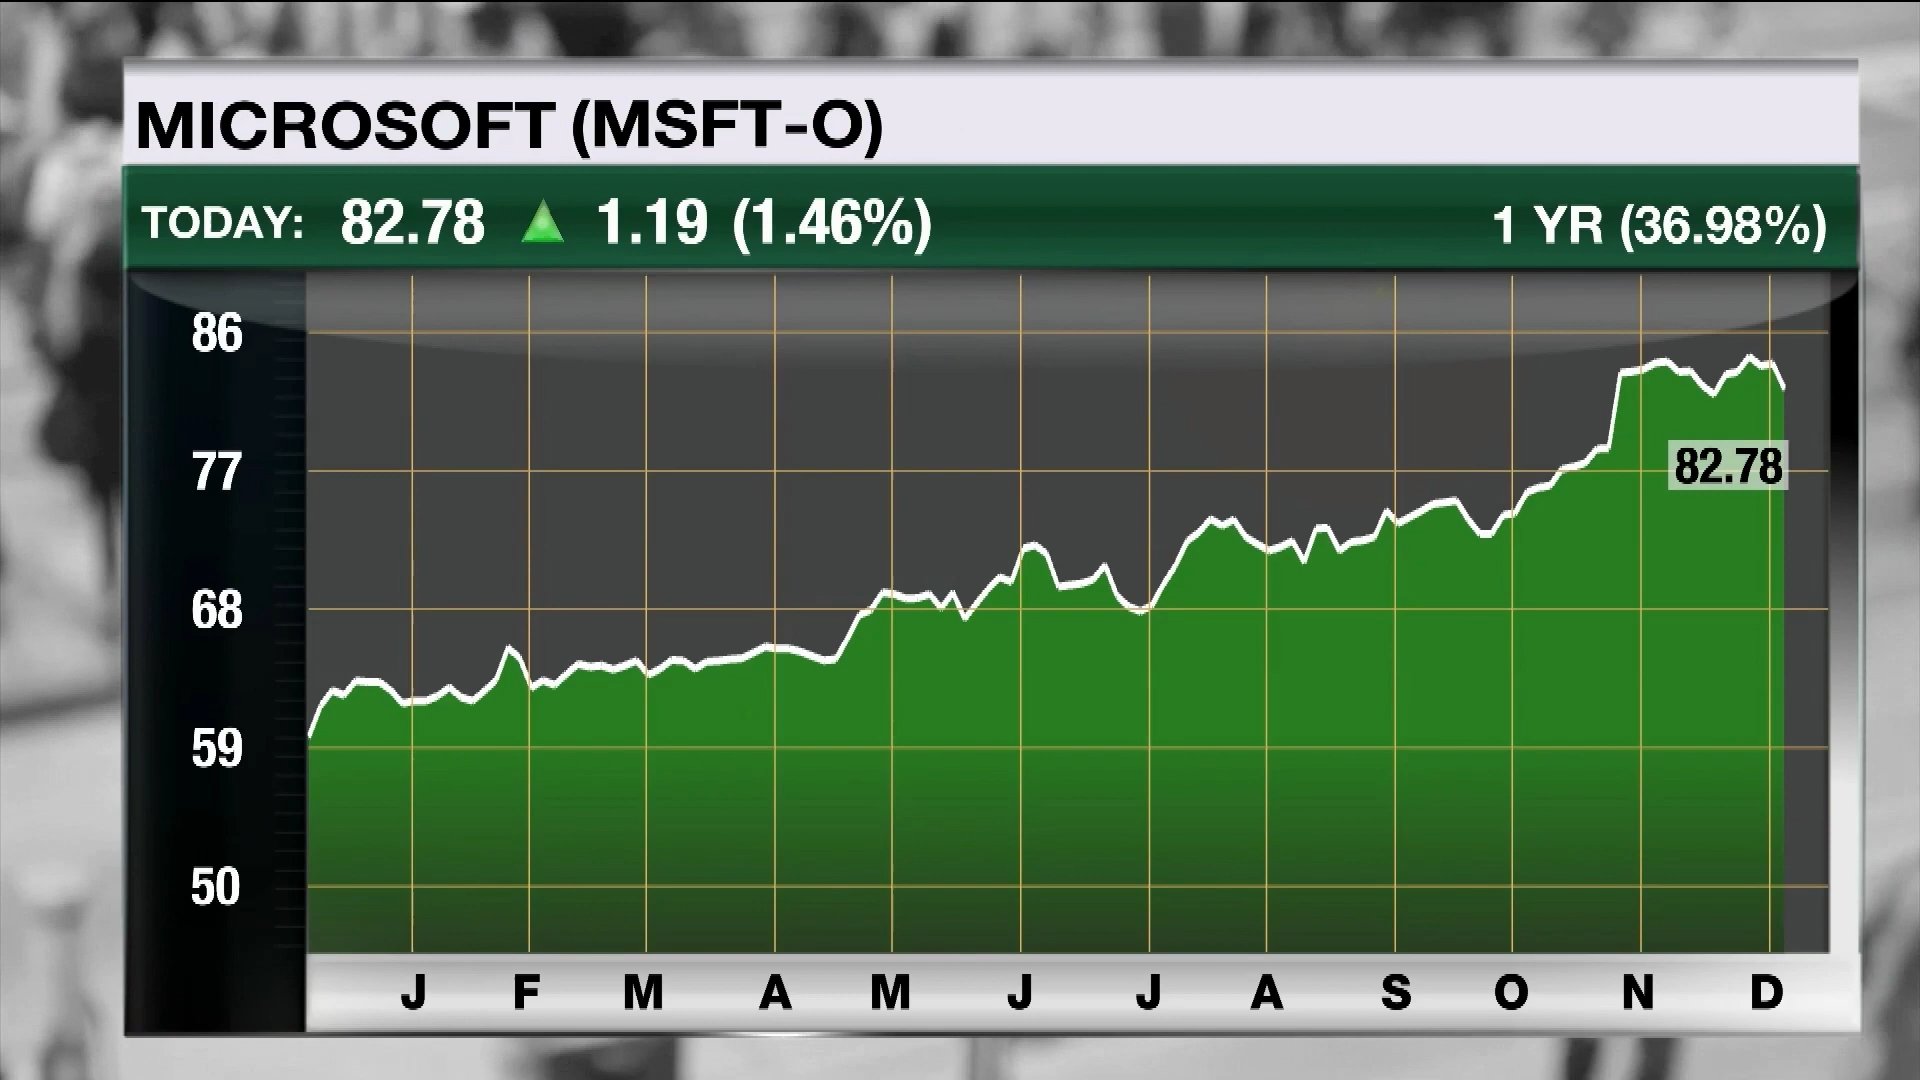 MICROSOFT (MSFT-O)
TODAY: 82.78 ▲ 1.19 (1.46%) 1 YR (36.98%)
86
77
82.78
68
59
50
J F M A M J J A S O N D